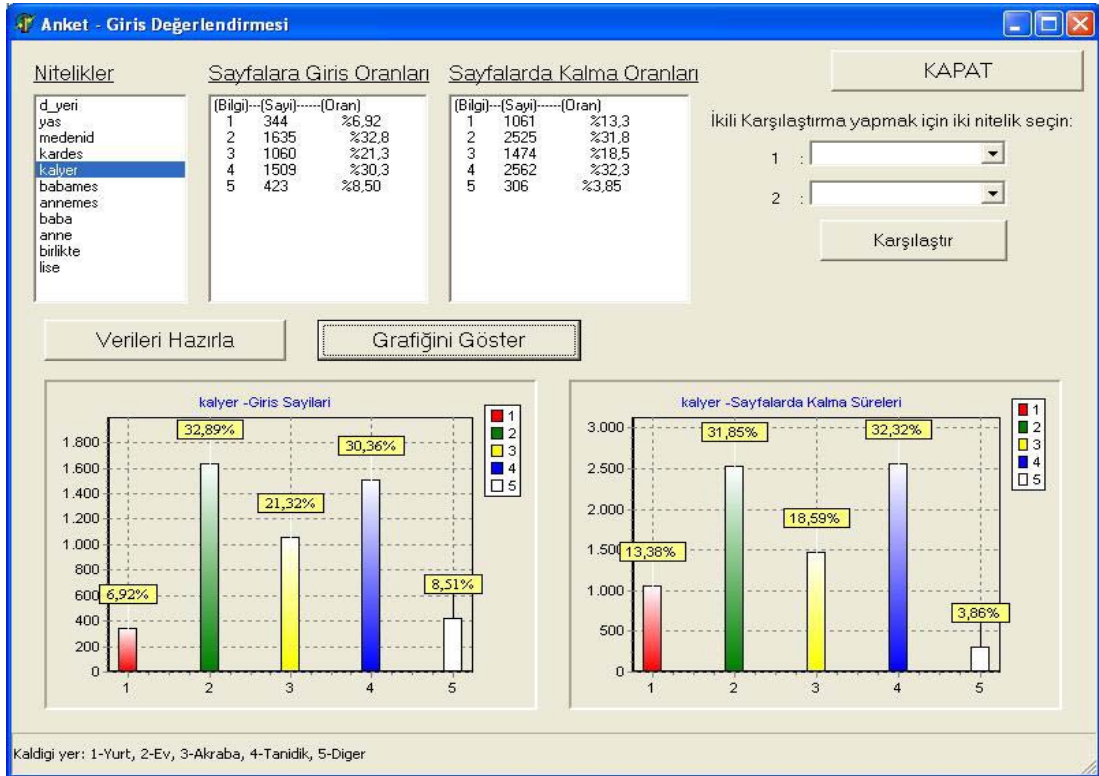 Anket - Giris Değerlendirmesi
Nitelikler
d_yeri
yas
medenid
kardes
kalyer
babames
annemes
baba
anne
birlikte
lise
Sayfalara Giris Oranları
(Bilgi)---(Sayi)------(Oran)
1 344 %6,92
2 1635 %32,8
3 1060 %21,3
4 1509 %30,3
5 423 %8,50
Sayfalarda Kalma Oranları
(Bilgi)--(Sayi)-----(Oran)
1 1061 %13,3
2 2525 %31,8
3 1474 %18,5
4 2562 %32,3
5 306 %3,85
KAPAT
İkili Karşılaştırma yapmak için iki nitelik seçin:
1 :
2 :
Karşılaştır
Verileri Hazırla
Grafiğini Göster
kalyer -Giris Sayilari
1.800
1.600
1.400
1.200
1.000
800
600
400
200
0
6,92%
32,89%
21,32%
30,36%
8,51%
1 2 3 4 5
1
2
3
4
5
kalyer -Sayfalarda Kalma Süreleri
3.000
2.500
2.000
1.500
1.000
500
0
13,38%
31,85%
18,59%
32,32%
3,86%
1 2 3 4 5
1
2
3
4
5
Kaldigi yer: 1-Yurt, 2-Ev, 3-Akraba, 4-Tanidik, 5-Diger